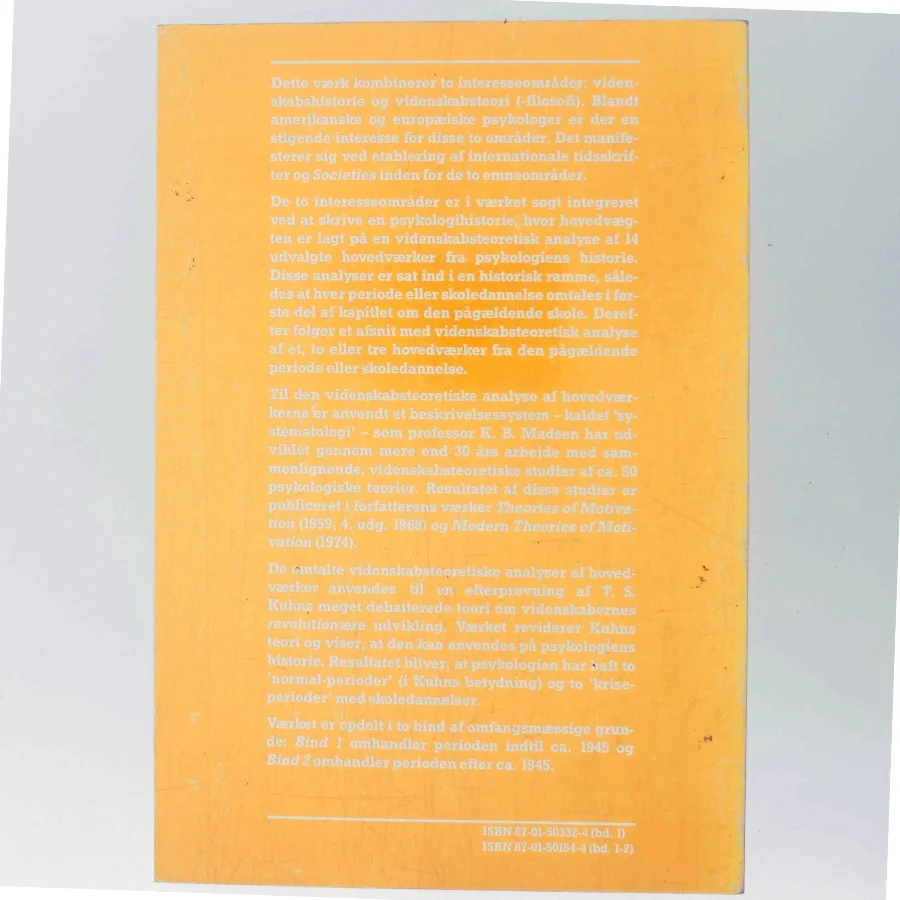 Dette værk kombinerer to interesseområder: viden-
skabshistorie og videnskabsteori (-filosofi). Blandt
amerikanske og europæiske psykologer er der en
stigende interesse for disse to områder. Det manife-
sterer sig ved etablering af internationale tidsskrif-
ter og Societies inden for de to emneområder.
De to interesseområder er i værket søgt integreret
ved at skrive en psykologihistorie, hvor hovedvæg-
ten er lagt på en videnskabsteoretisk analyse af 14
udvalgte hovedværker fra psykologiens historie.
Disse analyser er sat ind i en historisk ramme, såle-
des at hver periode eller skoledannelse omtales i før-
ste del af kapitlet om den pågældende skole. Deref-
ter følger et afsnit med videnskabsteoretisk analyse
af et, to eller tre hovedværker fra den pågældende
periode eller skoledannelse.
Til den videnskabsteoretiske analyse af hovedvær-
kerne er anvendt et beskrivelsessystem – kaldet 'sy-
stematologi' – som professor K. B. Madsen har ud-
viklet gennem mere end 30 års arbejde med sam-
menlignende, videnskabsteoretiske studier af ca. 50
psykologiske teorier. Resultatet af disse studier er
publiceret i forfatterens værker Theories of Motiva-
tion (1959, 4. udg. 1968) og Modern Theories of Moti-
vation (1974).
De omtalte videnskabsteoretiske analyser af hoved-
værker anvendes til en efterprøvning af T. S.
Kuhns meget debatterede teori om videnskabernes
revolutionære udvikling. Værket reviderer Kuhns
teori og viser, at den kan anvendes på psykologiens
historie. Resultatet bliver, at psykologien har haft to
'normal-perioder' (i Kuhns betydning) og to 'krise-
perioder' med skoledannelser.
Værket er opdelt i to bind af omfangsmæssige grun-
de: Bind 1 omhandler perioden indtil ca. 1945 og
Bind 2 omhandler perioden efter ca. 1945.
ISBN 87-01-50332-4 (bd. 1)
ISBN 87-01-50184-4 (bd. 1-2)